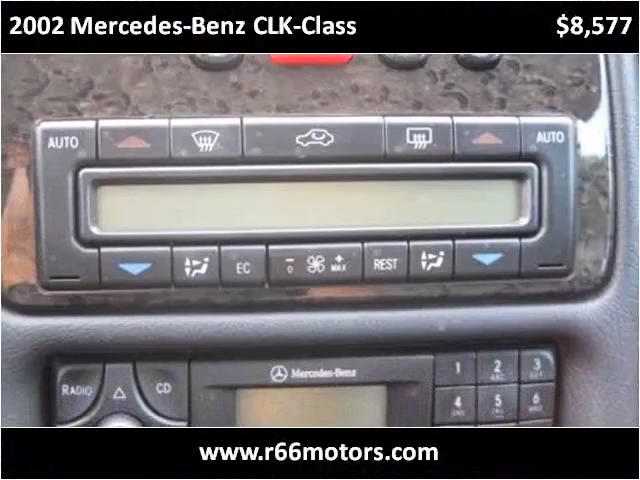 2002 Mercedes-Benz CLK-Class $8,577
AUTO AUTO
EC - 0 + MAX REST
Mercedes-Benz
RADIO CD 1 2 ABC 3
4 5 6
www.r66motors.com